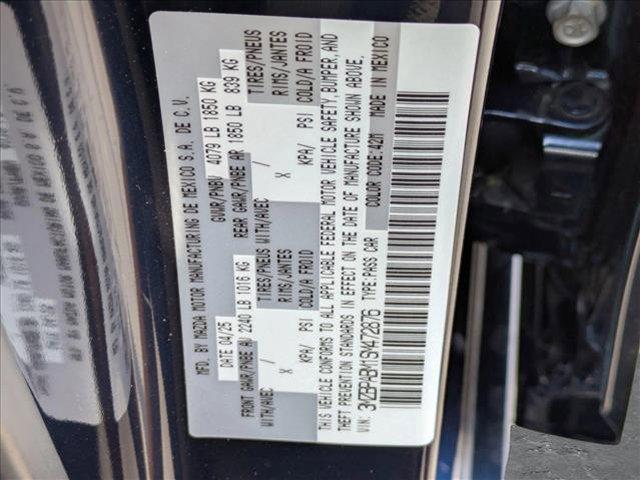 MFD. BY MAZDA MOTOR MANUFACTURING DE MEXICO S.A. DE C.V.
DATE 04/25 GVWR/PNBV 4079 LB 1850 KG
FRONT GAWR/PNBE AV 2240 LB 1016 KG REAR GAWR/PNBE AR 1850 LB 839 KG
WITH/AVEC TIRES/PNEUS WITH/AVEC / TIRES/PNEUS
X RIMS/JANTES X RIMS/JANTES
KPA/ PSI COLD/A FROID KPA/ PSI COLD/A FROID
THIS VEHICLE CONFORMS TO ALL APPLICABLE FEDERAL MOTOR VEHICLE SAFETY, BUMPER, AND
THEFT PREVENTION STANDARDS IN EFFECT ON THE DATE OF MANUFACTURE SHOWN ABOVE.
VIN: TYPE: PASS CAR COLOR CODE: 42M MADE IN MEXICO